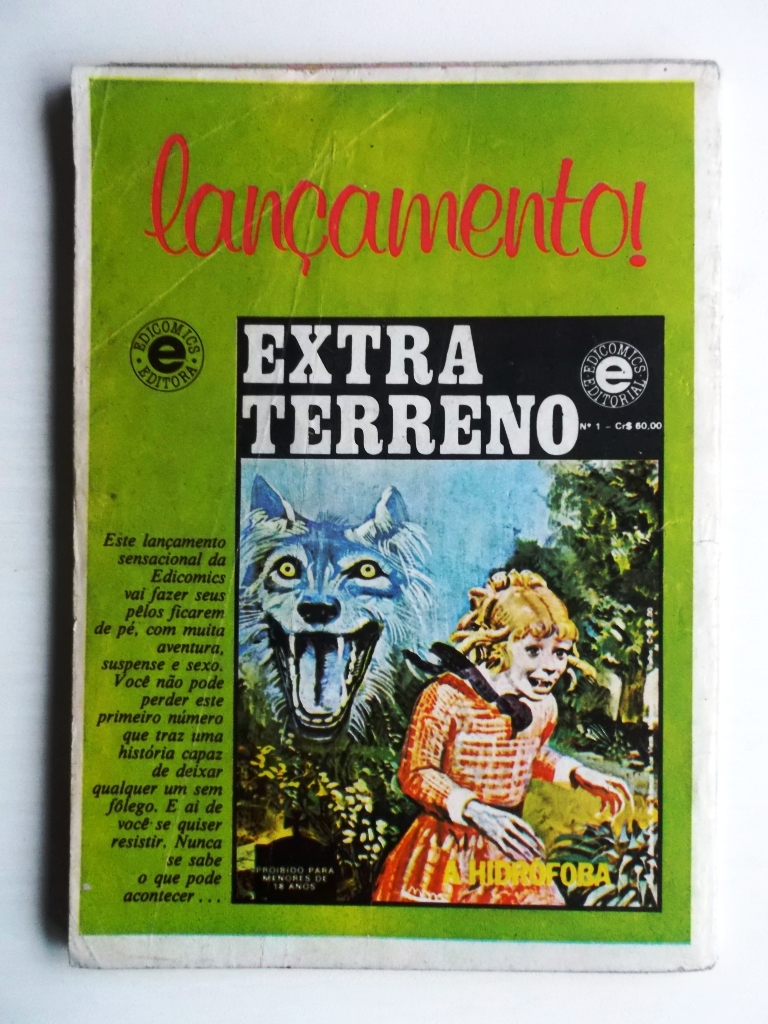 lançamento!
EDICOMICS
e
EDITORA
EXTRA
TERRENO
EDICOMICS
e
EDITORIAL
Nº 1 - Cr$ 60,00
Este lançamento
sensacional da
Edicomics
vai fazer seus
pêlos ficarem
de pé, com muita
aventura,
suspense e sexo.
Você não pode
perder este
primeiro número
que traz uma
história capaz
de deixar
qualquer um sem
fôlego. E ai de
você se quiser
resistir. Nunca
se sabe
o que pode
acontecer...
PROIBIDO PARA
MENORES DE
18 ANOS
A HIDRÓFOBA